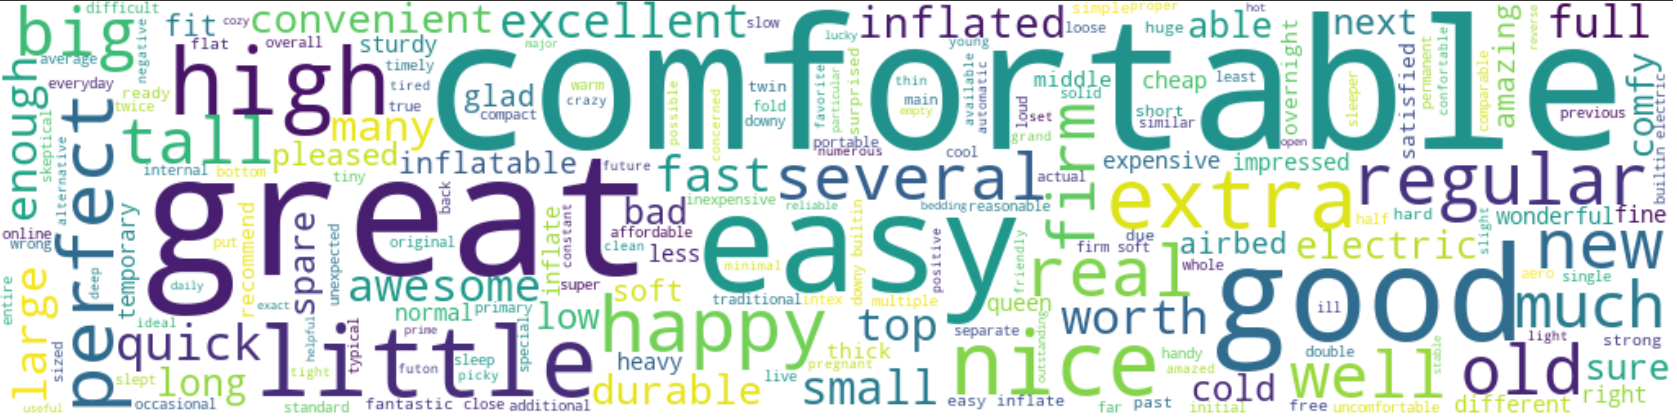 difficult
big
fit
cozy
convenient
excellent
slow
inflated
simple
proper
hot
huge
able
next
reverse
full
loose
flat
overall
negative
major
lucky
young
average
sturdy
timely
everyday
high
comfortable
tired
glad
warm
crazy
compact
true
possible
concerned
twin
fold
downy
favorite
particular
surprised
thin
main
empty
available
automatic
loud
set
middle
solid
cheap
least
overnight
short
similar
sleeper
satisfied
permanent
comfortable
comparable
amazing
comfy
previous
builtin electric
enough
skeptical
ready
twice
tall
many
pleased
inflatable
portable
numerous
grand
firm
open
internal
bottom
tiny
future
fast
several
cool
actual
expensive
impressed
regular
alternative
perfect
great
back
inexpensive
reliable
bedding
reasonable
extra
half
hard
slight
wonderful
fine
online
wrong
temporary
put
recommend
spare
unexpected
original
inflate
constant
bad
affordable
clean
less
easy
downy builtin
positive
friendly
due
firm soft
airbed
electric
whole
new
deep
daily
exact
awesome
super
minimal
soft
traditional
intex
multiple
queen
real
good
ill
aero
single
entire
large
ideal
normal
primary
low
happy
top
separate
outstanding
worth
much
light
strong
quick
helpful
typical
prime
little
futon
sleep
picky
special
heavy
thick
pregnant
live
nice
handy
amazed
double
stable
well
old
sure
sized
slept
long
tight
durable
small
cold
right
useful
occasional
standard
fantastic
close
additional
easy inflate
far
past
initial
free
uncomfortable
different